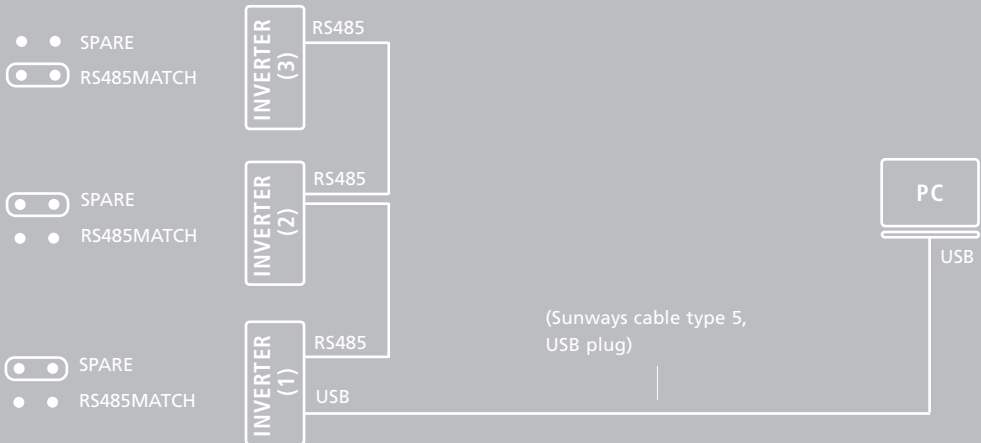 SPARE
RS485MATCH
INVERTER
(3)
RS485
SPARE
RS485MATCH
INVERTER
(2)
RS485
PC
USB
(Sunways cable type 5,
USB plug)
SPARE
RS485MATCH
INVERTER
(1)
RS485
USB